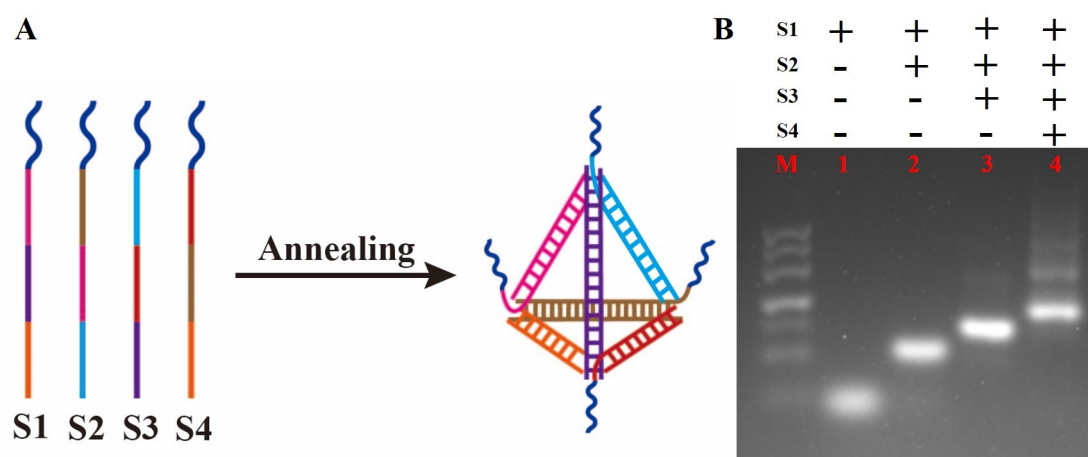 A
Annealing
S1 S2 S3 S4
B
S1 + + + +
S2 - + + +
S3 - - + +
S4 - - - +
M 1 2 3 4